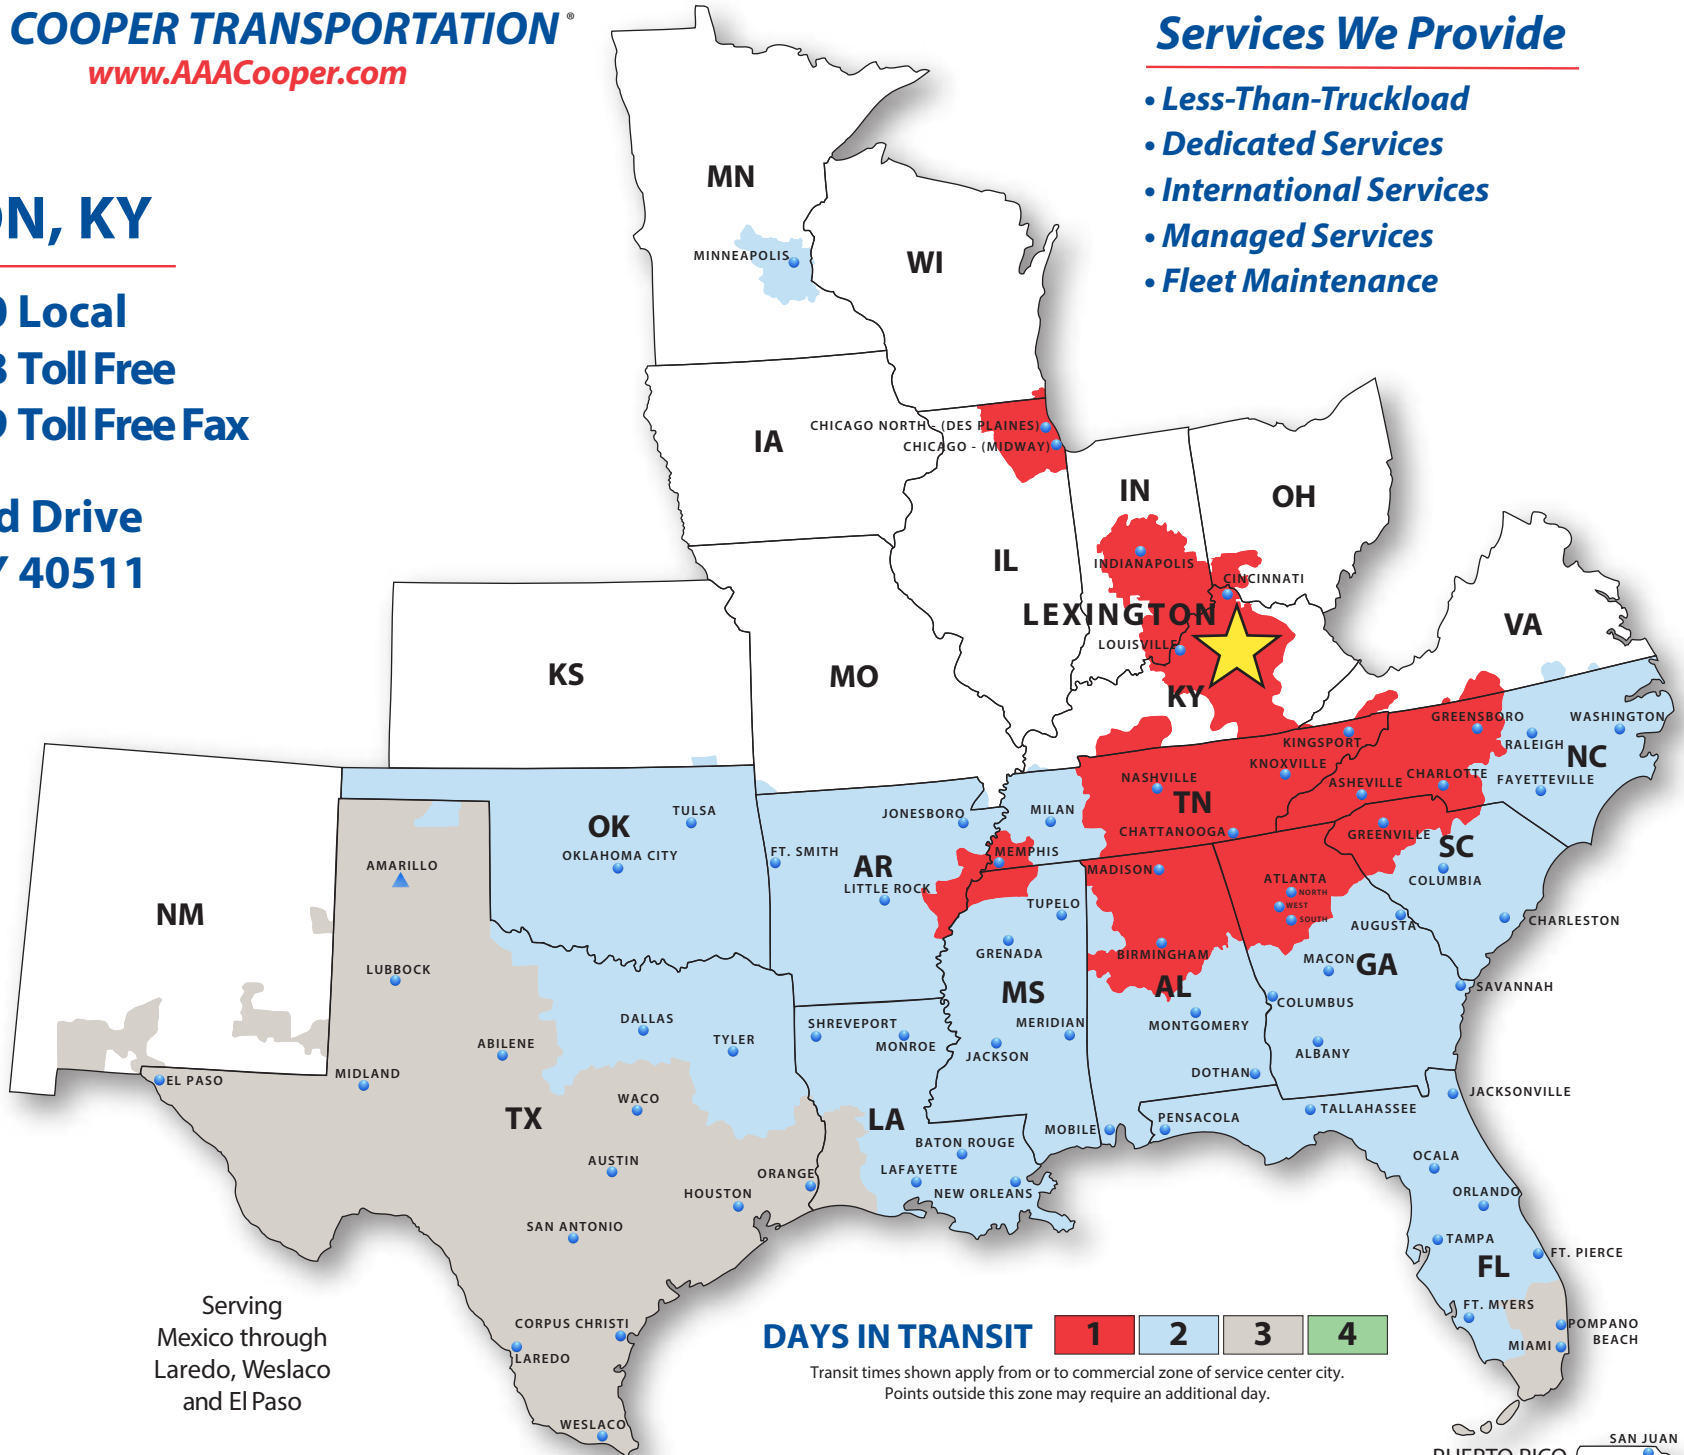 COOPER TRANSPORTATION®
www.AAACooper.com
Services We Provide
• Less-Than-Truckload
• Dedicated Services
• International Services
• Managed Services
• Fleet Maintenance
N, KY
Local
Toll Free
Toll Free Fax
d Drive
40511
MN
MINNEAPOLIS
WI
IA
CHICAGO NORTH - (DES PLAINES)
CHICAGO - (MIDWAY)
IN
OH
IL
INDIANAPOLIS
CINCINNATI
LEXINGTON
LOUISVILLE
KY
VA
KS
MO
GREENSBORO
WASHINGTON
RALEIGH
NC
KINGSPORT
KNOXVILLE
NASHVILLE
TN
ASHEVILLE
CHARLOTTE
FAYETTEVILLE
CHATTANOOGA
GREENVILLE
SC
COLUMBIA
CHARLESTON
OK
TULSA
OKLAHOMA CITY
JONESBORO
MILAN
FT. SMITH
AR
LITTLE ROCK
MEMPHIS
MADISON
ATLANTA
NORTH
WEST
SOUTH
AUGUSTA
AMARILLO
NM
TUPELO
GRENADA
BIRMINGHAM
MACON
GA
LUBBOCK
MS
AL
COLUMBUS
SAVANNAH
DALLAS
TYLER
SHREVEPORT
MONROE
MERIDIAN
JACKSON
MONTGOMERY
ALBANY
ABILENE
MIDLAND
EL PASO
DOTHAN
JACKSONVILLE
TX
WACO
LA
MOBILE
PENSACOLA
TALLAHASSEE
BATON ROUGE
AUSTIN
ORANGE
LAFAYETTE
NEW ORLEANS
OCALA
HOUSTON
ORLANDO
SAN ANTONIO
TAMPA
FT. PIERCE
FL
Serving
Mexico through
Laredo, Weslaco
and El Paso
CORPUS CHRISTI
LAREDO
WESLACO
FT. MYERS
POMPANO
BEACH
MIAMI
DAYS IN TRANSIT 1 2 3 4
Transit times shown apply from or to commercial zone of service center city.
Points outside this zone may require an additional day.
SAN JUAN
PUERTO RICO